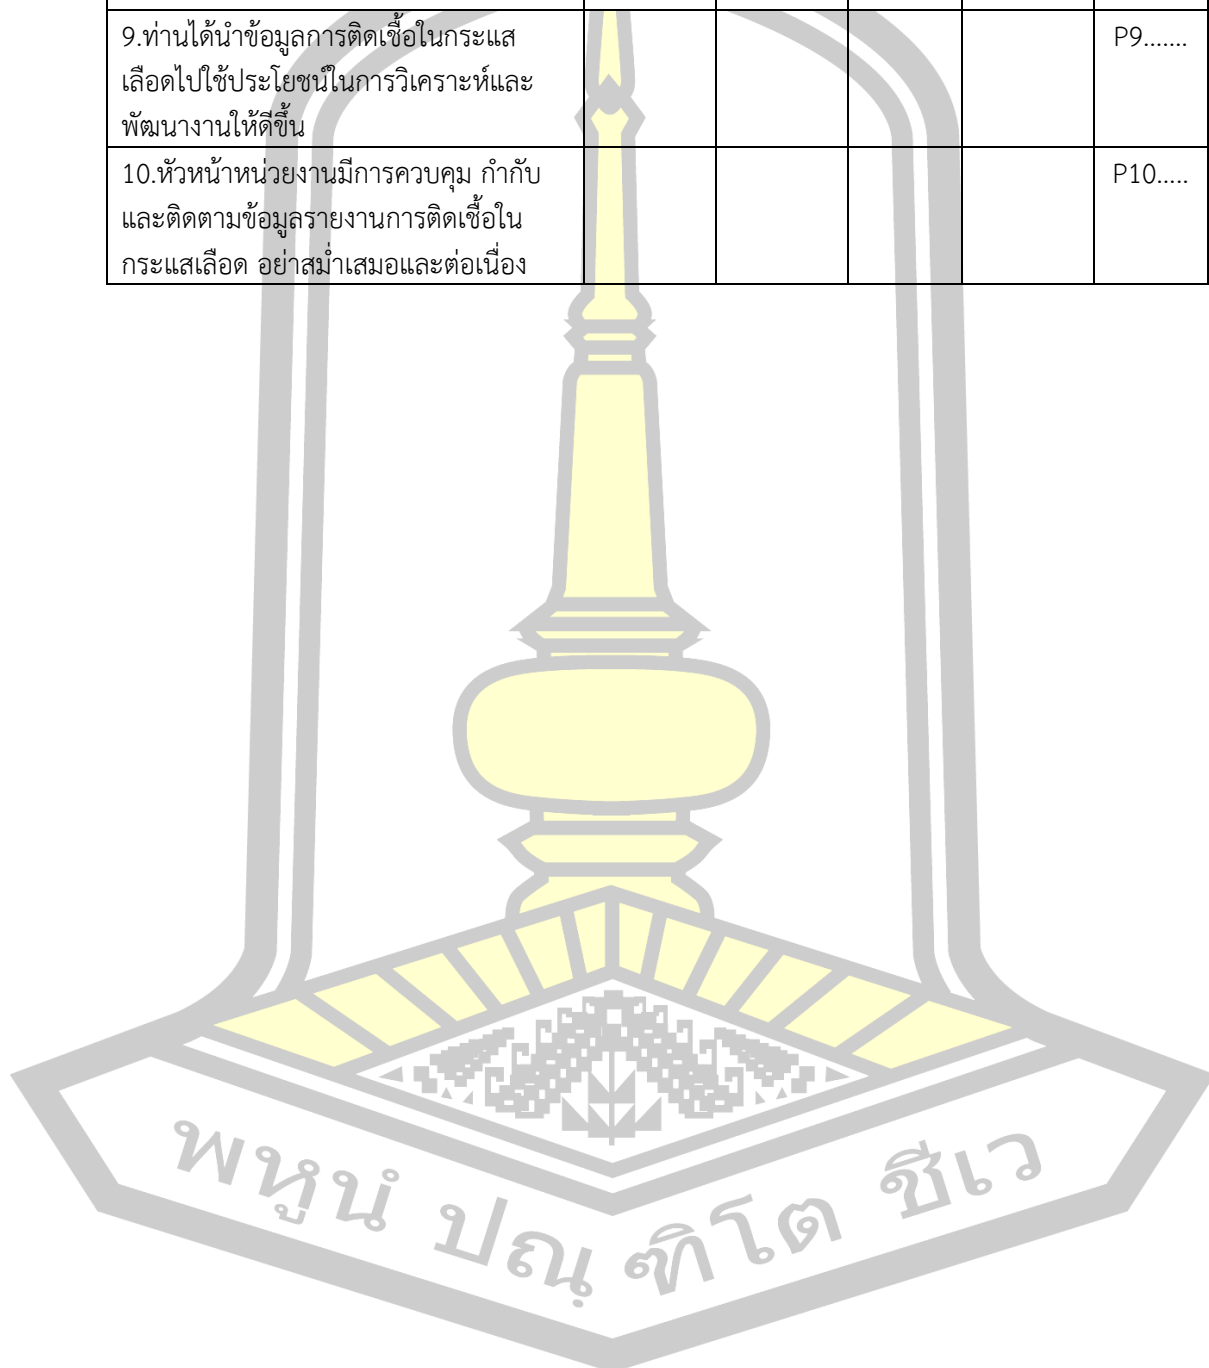 9.ท่านได้นำข้อมูลการติดเชื้อในกระแส
เลือดไปใช้ประโยชน์ในการวิเคราะห์และ
พัฒนางานให้ดีขึ้น
P9.......
10.หัวหน้าหน่วยงานมีการควบคุม กำกับ
และติดตามข้อมูลรายงานการติดเชื้อใน
กระแสเลือด อย่าสม่ำเสมอและต่อเนื่อง
P10.....
พหูนํ ปณฺ ฑิโต ชีเว